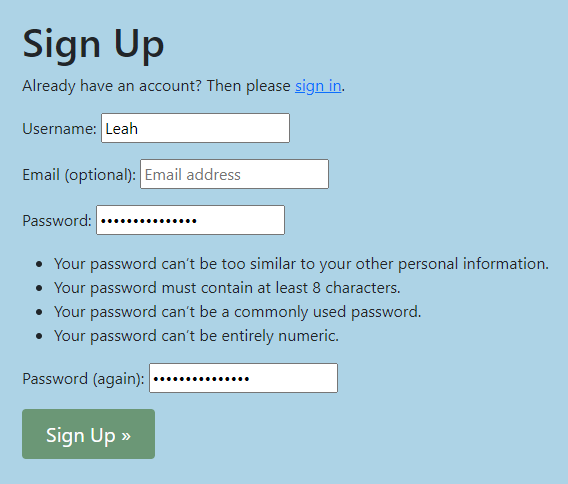 Sign Up
Already have an account? Then please sign in.
Username: Leah
Email (optional): Email address
Password: •••••••••••••••
• Your password can't be too similar to your other personal information.
• Your password must contain at least 8 characters.
• Your password can't be a commonly used password.
• Your password can't be entirely numeric.
Password (again): •••••••••••••••
Sign Up »